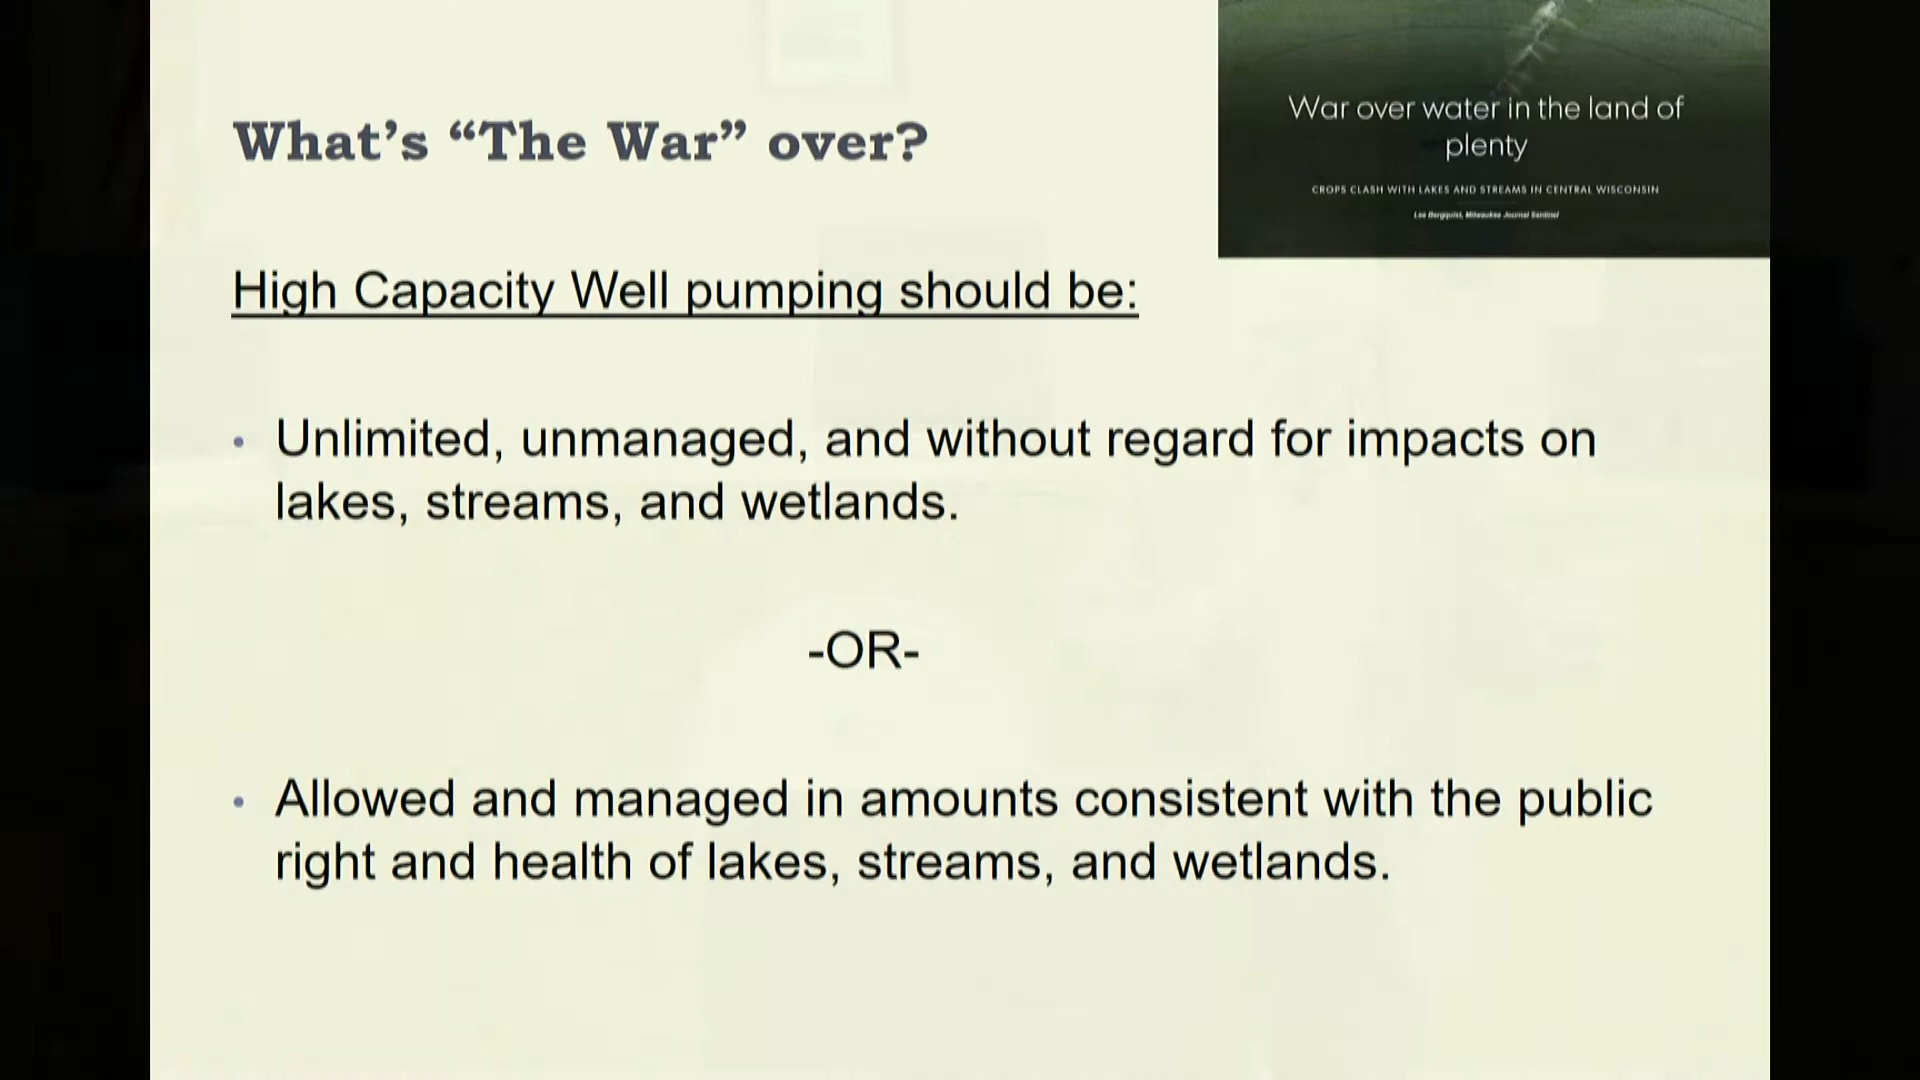 What's “The War” over?
War over water in the land of
plenty
CROPS CLASH WITH LAKES AND STREAMS IN CENTRAL WISCONSIN
Lee Bergquist, Milwaukee Journal Sentinel
High Capacity Well pumping should be:
• Unlimited, unmanaged, and without regard for impacts on
lakes, streams, and wetlands.
-OR-
• Allowed and managed in amounts consistent with the public
right and health of lakes, streams, and wetlands.